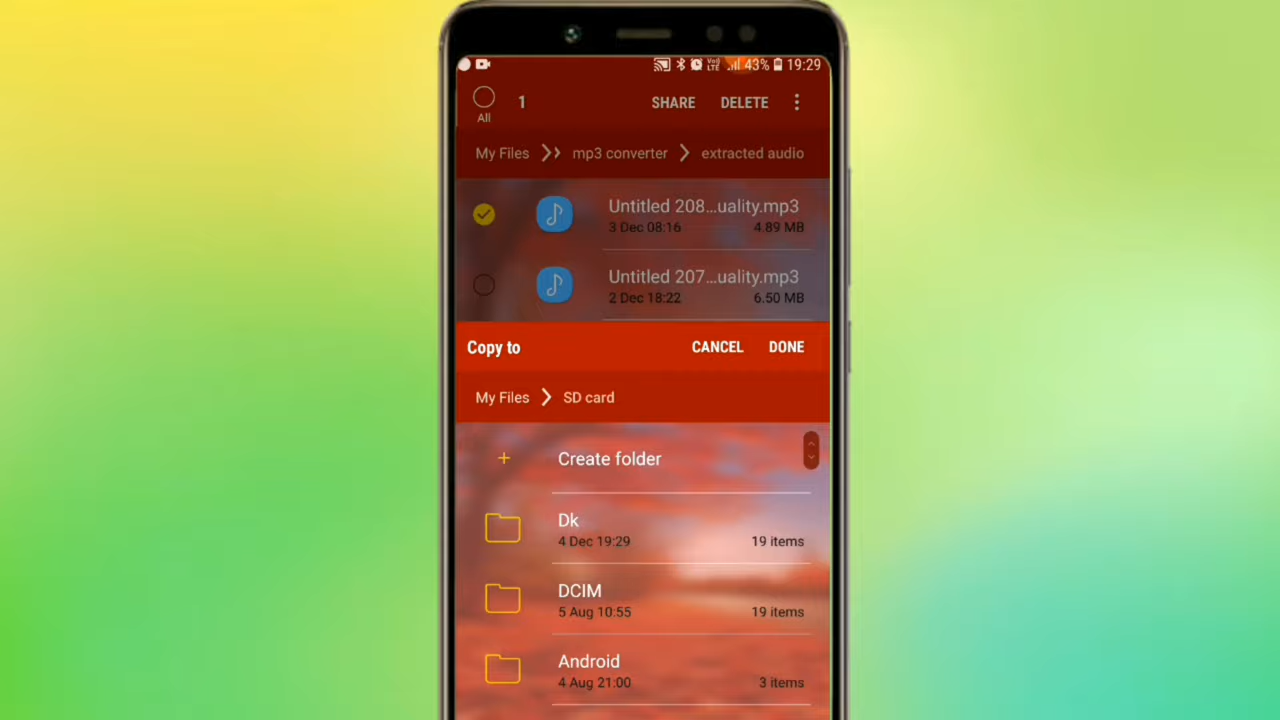 43% 19:29
All 1 SHARE DELETE
My Files mp3 converter extracted audio
Untitled 208...uality.mp3
3 Dec 08:16 4.89 MB
Untitled 207...uality.mp3
2 Dec 18:22 6.50 MB
Copy to CANCEL DONE
My Files SD card
+ Create folder
Dk
4 Dec 19:29 19 items
DCIM
5 Aug 10:55 19 items
Android
4 Aug 21:00 3 items